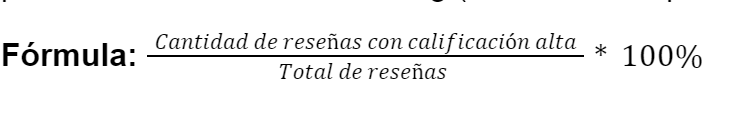 Fórmula: Cantidad de reseñas con calificación alta / Total de reseñas * 100%